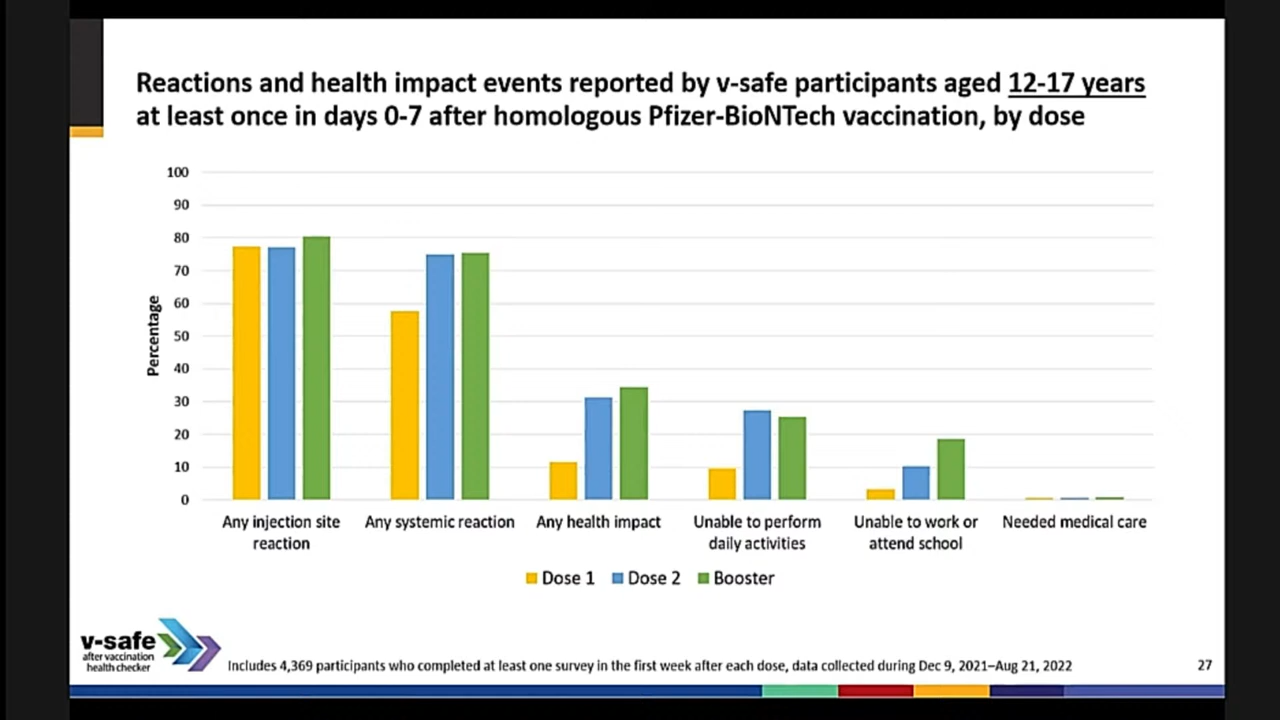 Reactions and health impact events reported by v-safe participants aged 12-17 years
at least once in days 0-7 after homologous Pfizer-BioNTech vaccination, by dose
100
90
80
70
60
50
40
30
20
10
0
Percentage
Any injection site
reaction
Any systemic reaction
Any health impact
Unable to perform
daily activities
Unable to work or
attend school
Needed medical care
Dose 1 Dose 2 Booster
v-safe
after vaccination
health checker
Includes 4,369 participants who completed at least one survey in the first week after each dose, data collected during Dec 9, 2021–Aug 21, 2022
27